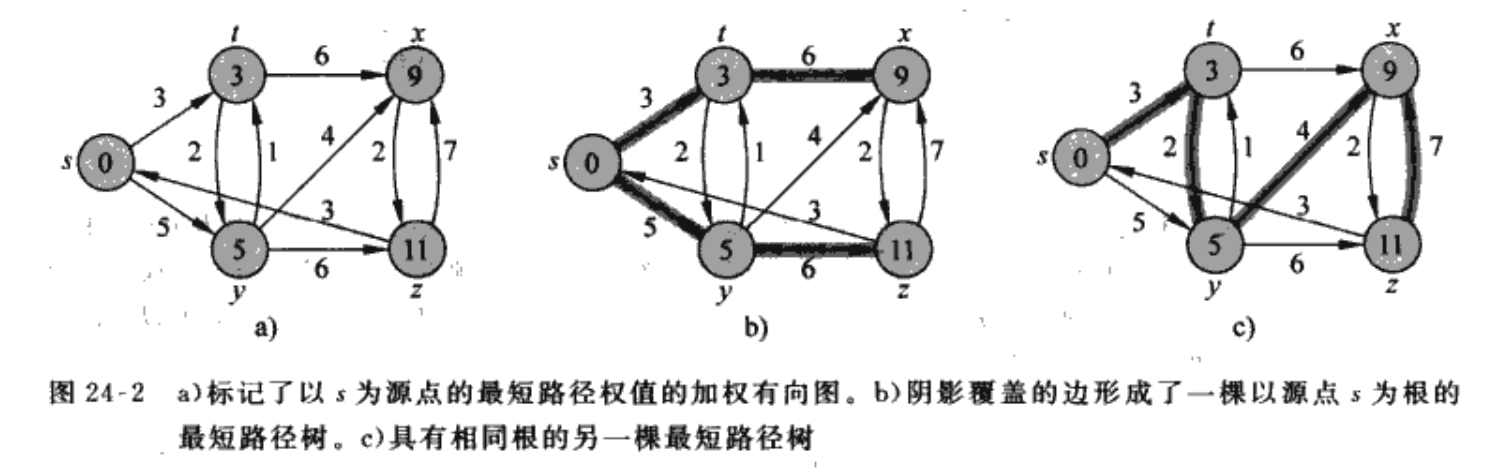 t x t x t x
6 6 6
3 9 3 9 3 9
3 3 3
s 0 2 1 4 2 7 s 0 2 1 4 2 7 s 0 2 1 4 2 7
5 3 5 3 5 3
5 11 5 11 5 11
6 6 6
y z y z y z
a) b) c)
图 24-2 a)标记了以 s 为源点的最短路径权值的加权有向图。b)阴影覆盖的边形成了一棵以源点 s 为根的
最短路径树。c)具有相同根的另一棵最短路径树